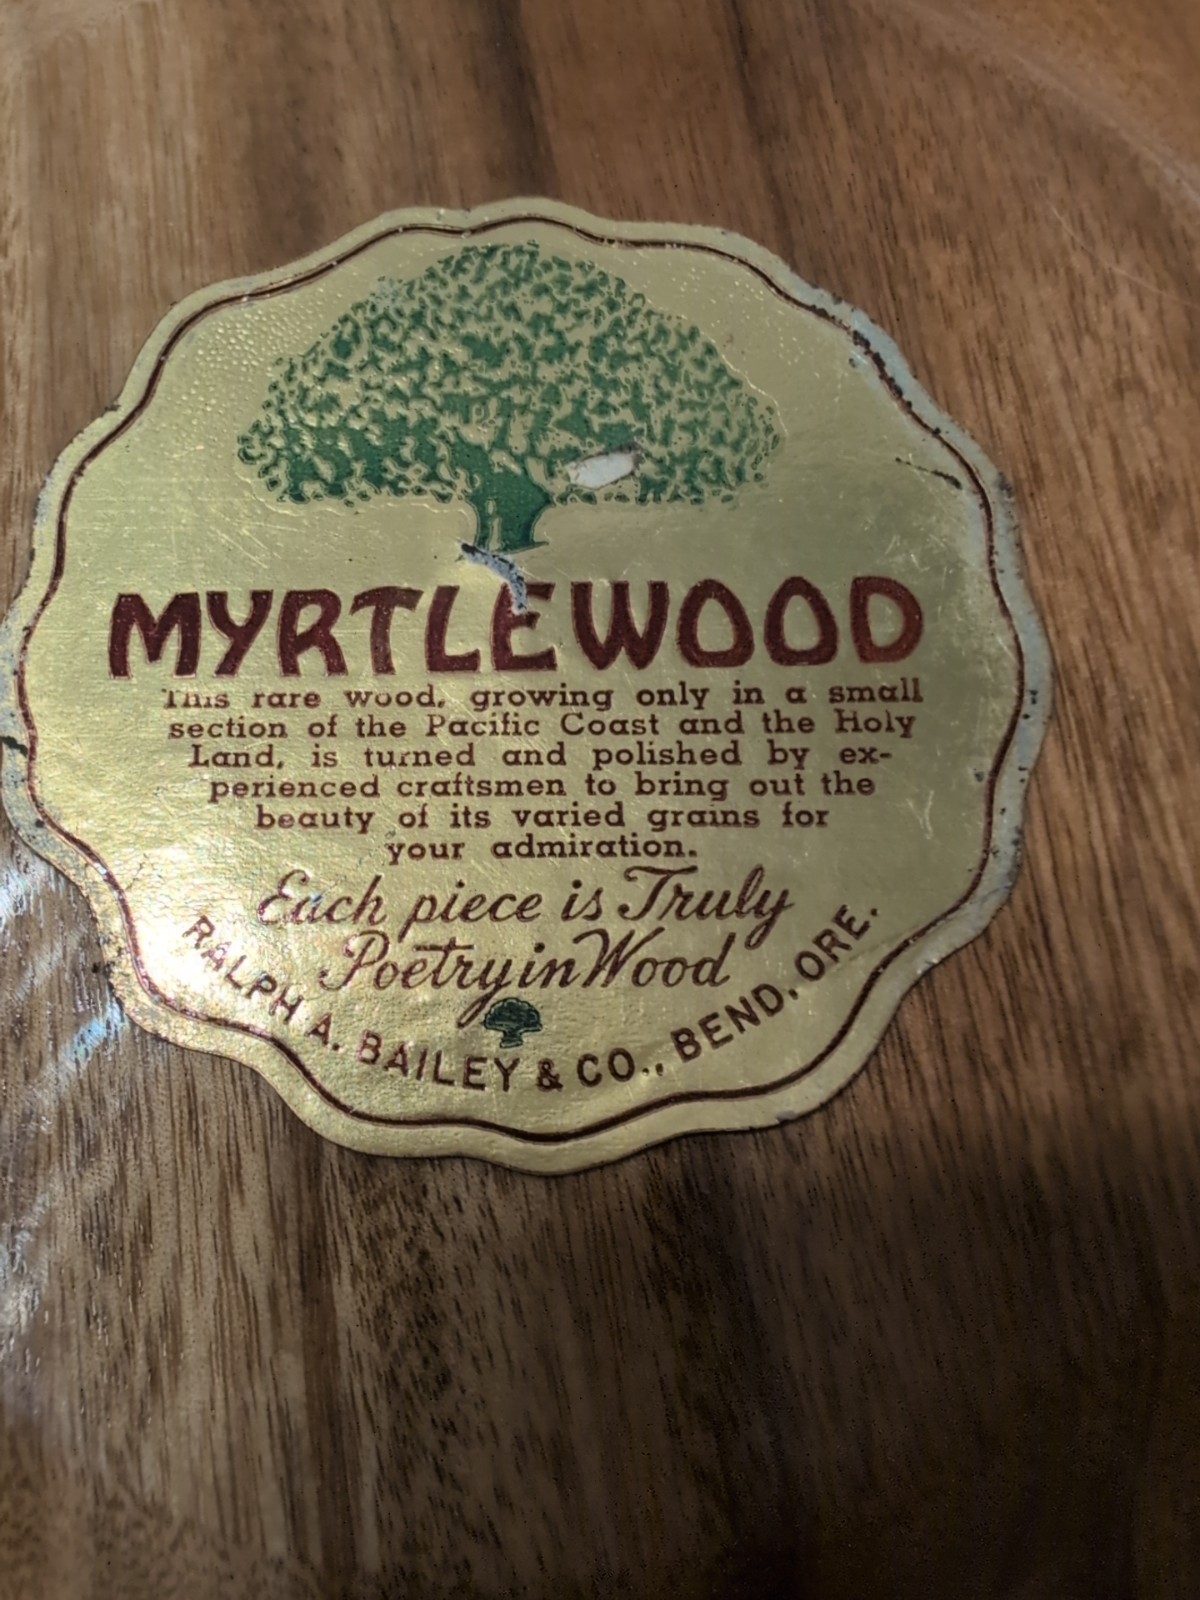 MYRTLEWOOD
This rare wood, growing only in a small
section of the Pacific Coast and the Holy
Land, is turned and polished by ex-
perienced craftsmen to bring out the
beauty of its varied grains for
your admiration.
Each piece is Truly
Poetry in Wood
RALPH A. BAILEY & CO., BEND, ORE.